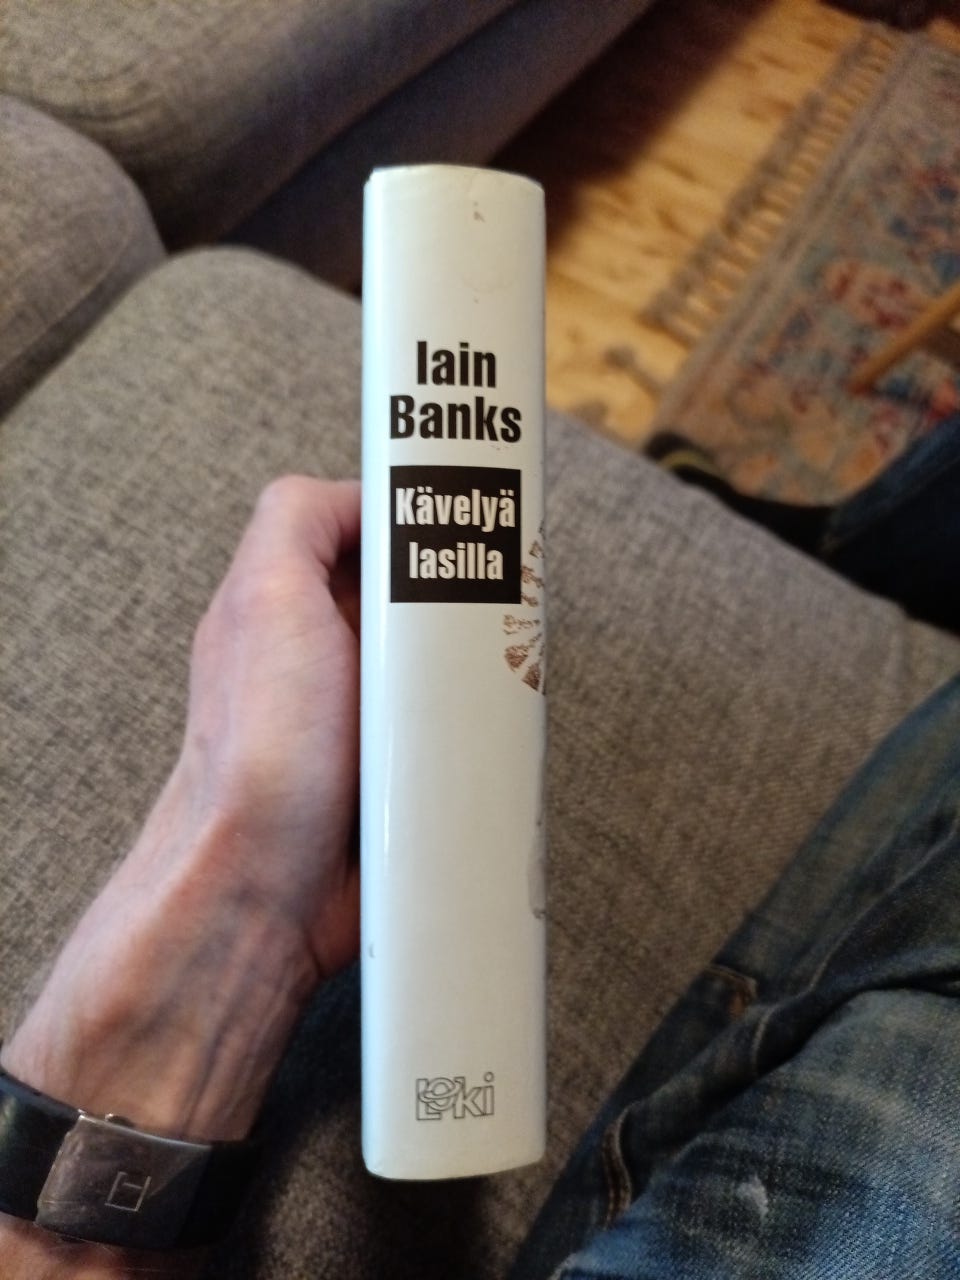 Iain
Banks
Kävelyä
lasilla
Loki